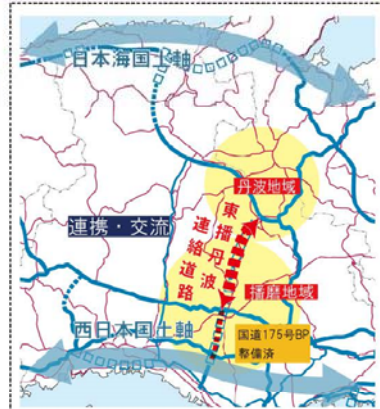 日本海国土軸
丹波地域
連携・交流
東播丹波
連絡道路
播磨地域
西日本国土軸
国道175号BP
整備済